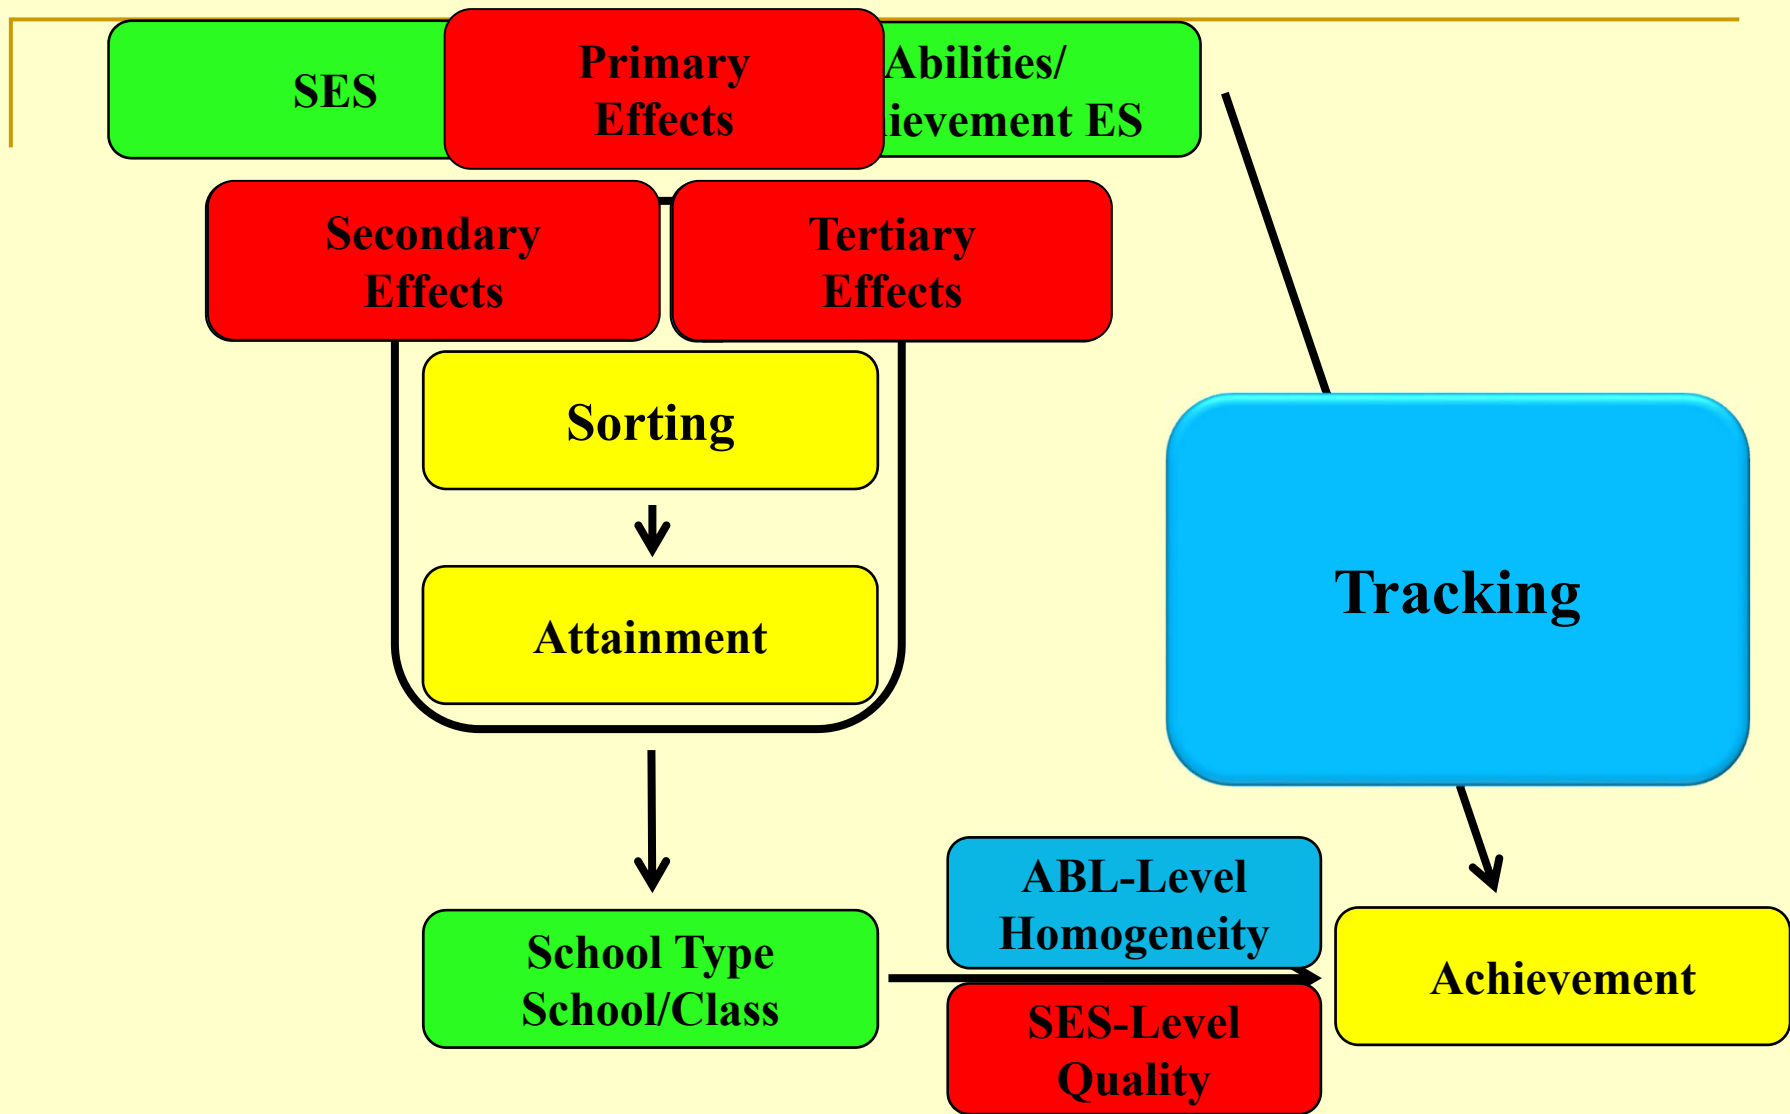 SES
Primary
Effects
Abilities/
ievement ES
Secondary
Effects
Tertiary
Effects
Sorting
Attainment
Tracking
ABL-Level
Homogeneity
School Type
School/Class
Achievement
SES-Level
Quality